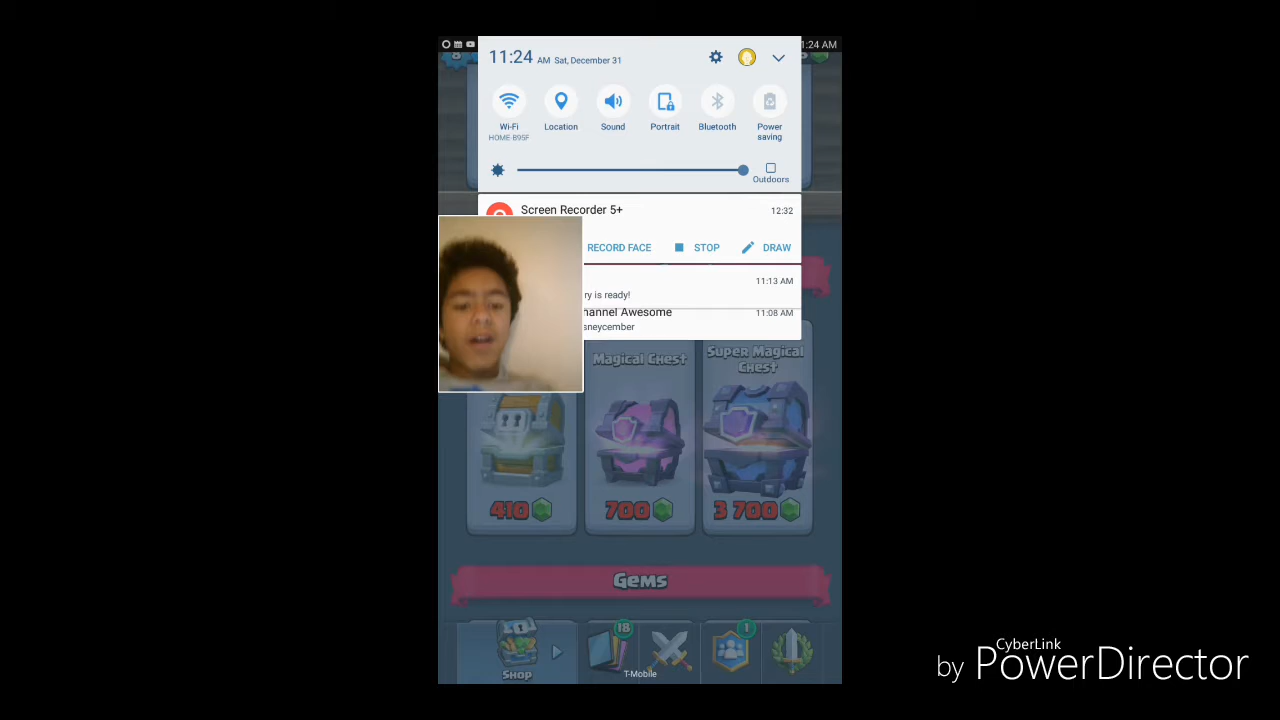 1:24 AM
11:24 AM Sat, December 31
Wi-Fi Location Sound Portrait Bluetooth Power saving
HOME-B95F
Outdoors
Screen Recorder 5+ 12:32
RECORD FACE STOP DRAW
11:13 AM
ry is ready!
hannel Awesome 11:08 AM
sneycember
Magical Chest
Super Magical Chest
410 700 3 700
Gems
18 1
Shop
T-Mobile
CyberLink
by PowerDirector